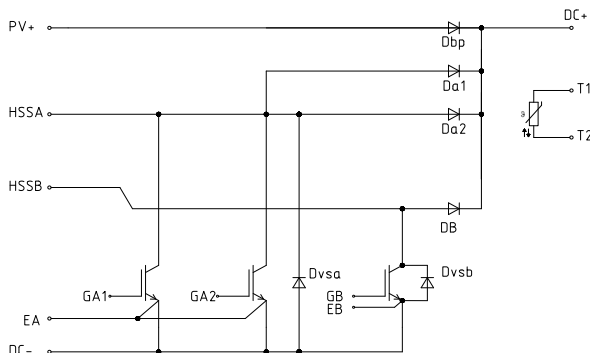 PV+
DC+
Dbp
Da1
T1
HSSA
Da2
T2
HSSB
DB
Dvsa
Dvsb
GA1
GA2
GB
EB
EA
DC-